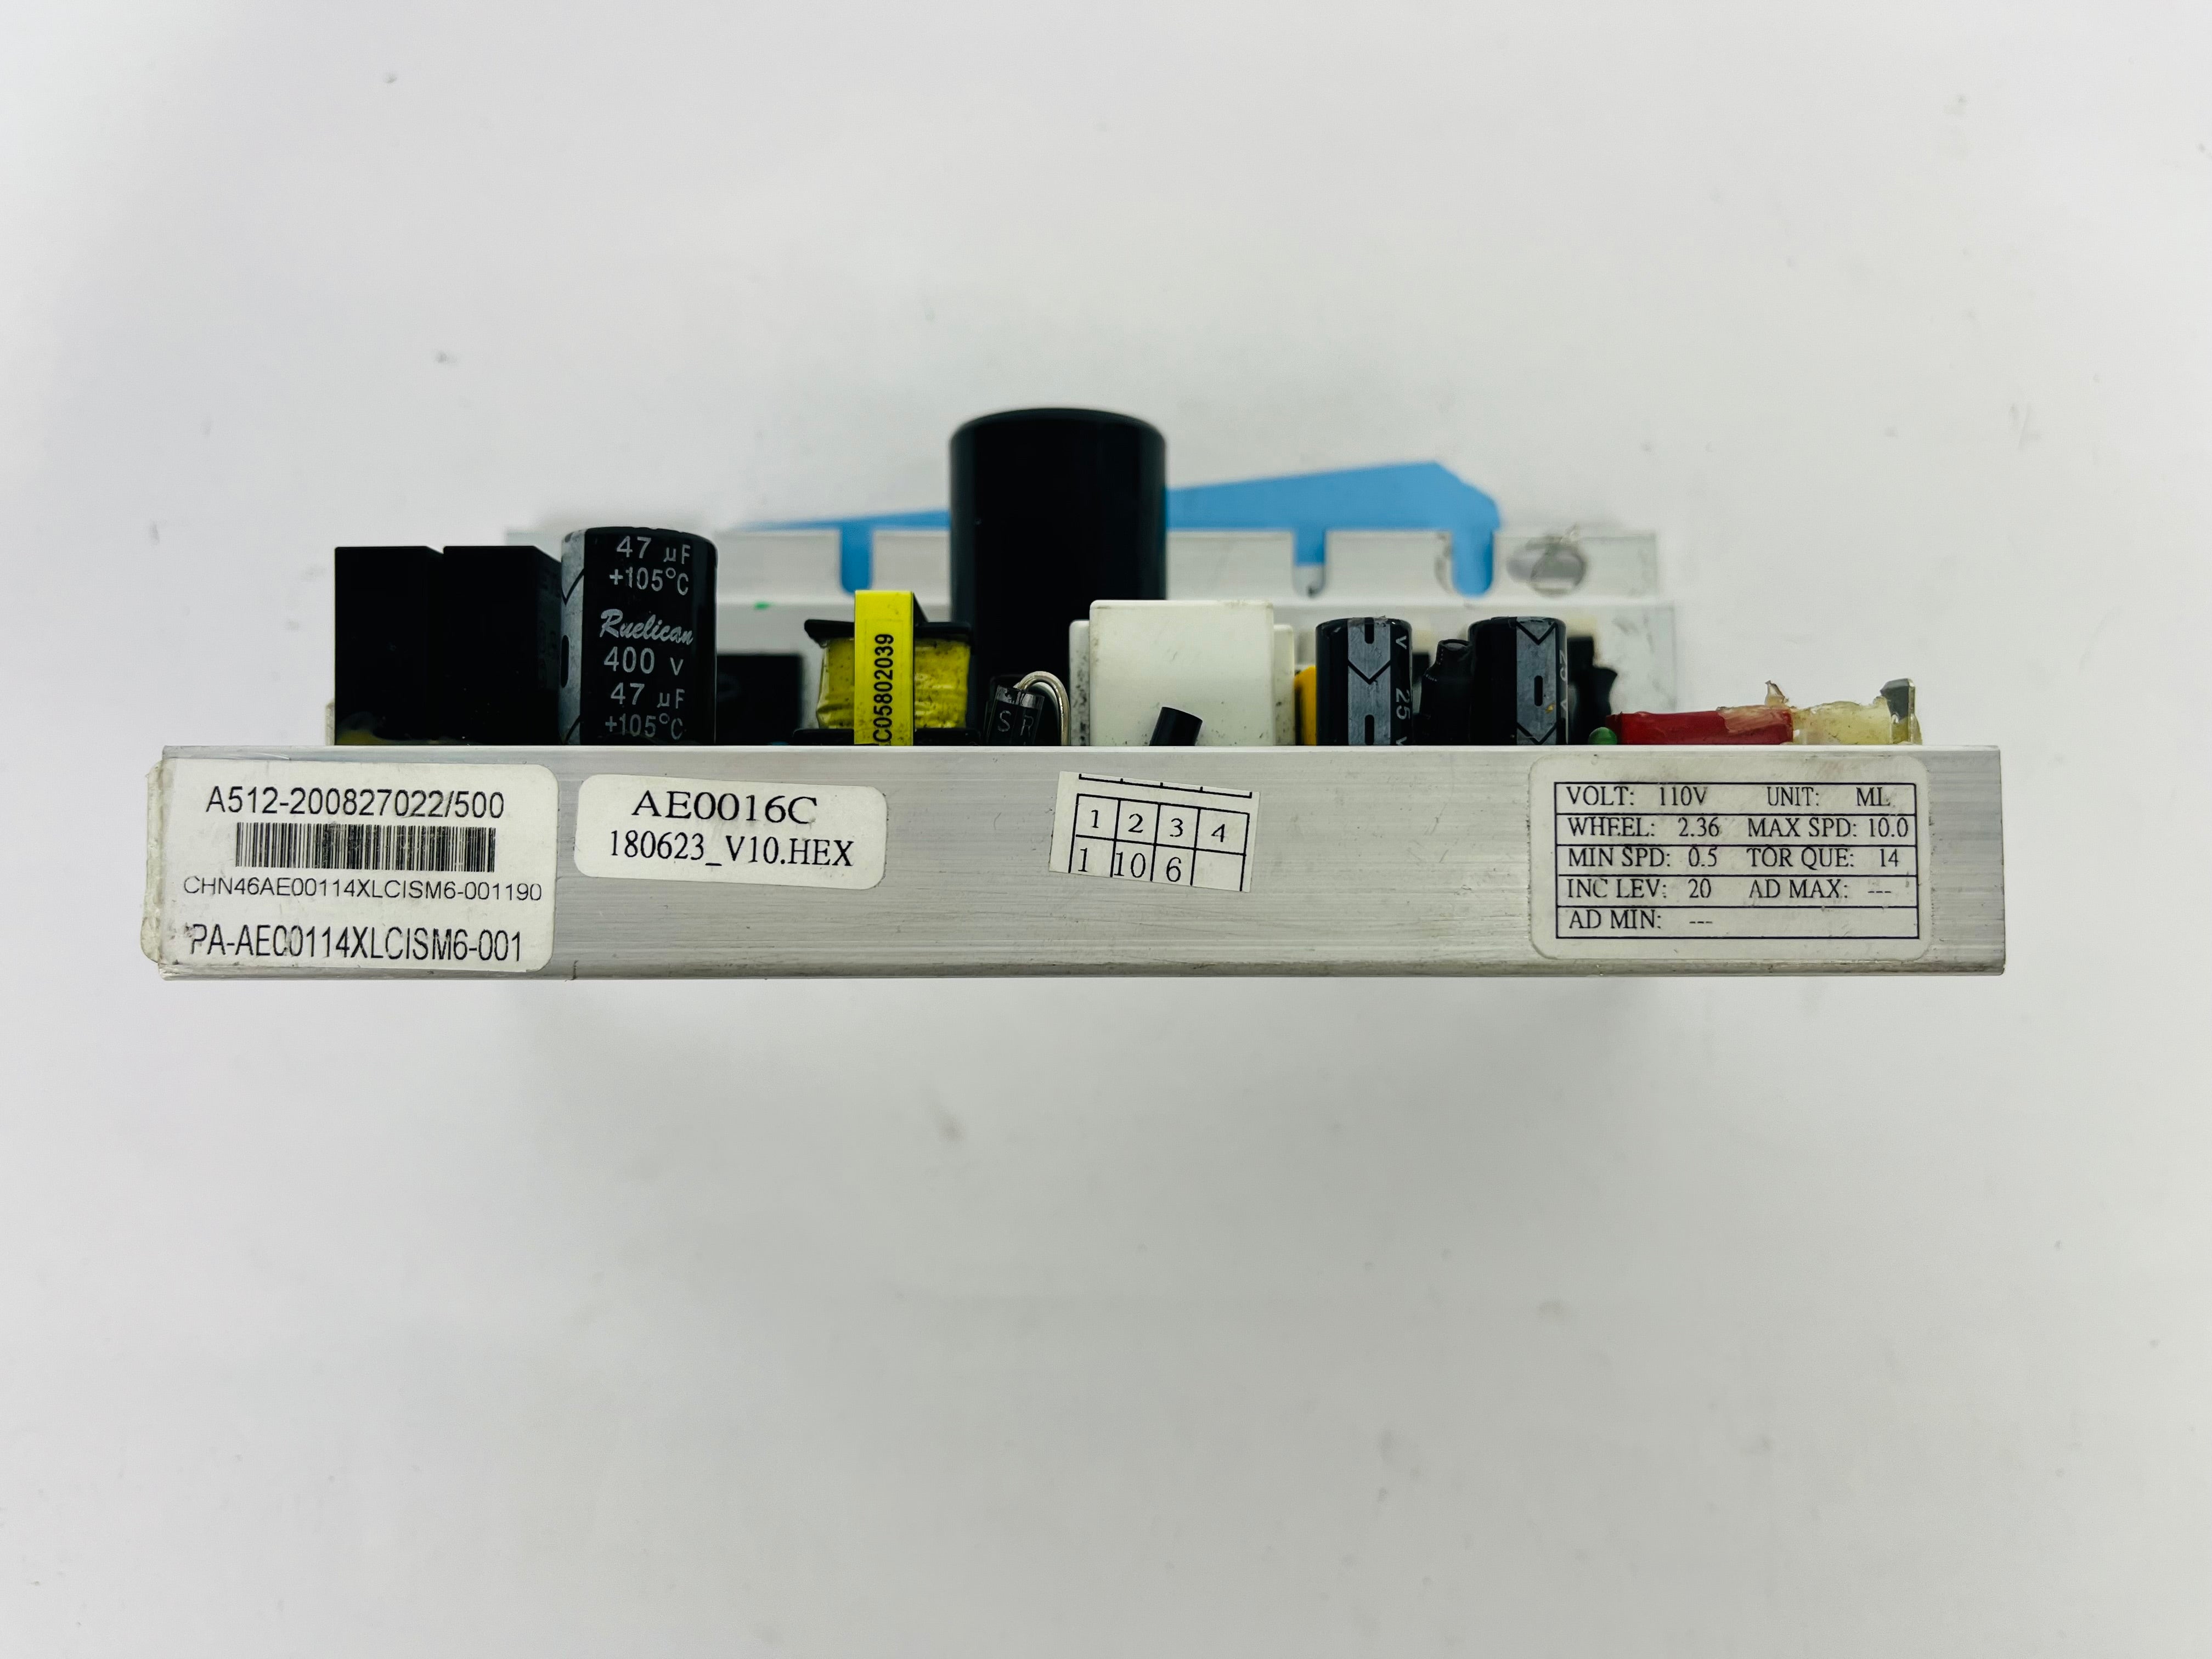 47 µF
+105°C
Ruelican
400 V
47 µF
+105°C
C05802039
SR
V
25 V
25 V
A512-200827022/500
CHN46AE00114XLCISM6-001190
PA-AE00114XLCISM6-001
AE0016C
180623_V10.HEX
1 2 3 4
1 10 6
VOLT: 110V UNIT: ML
WHEEL: 2.36 MAX SPD: 10.0
MIN SPD: 0.5 TOR QUE: 14
INC LEV: 20 AD MAX: ---
AD MIN: ---